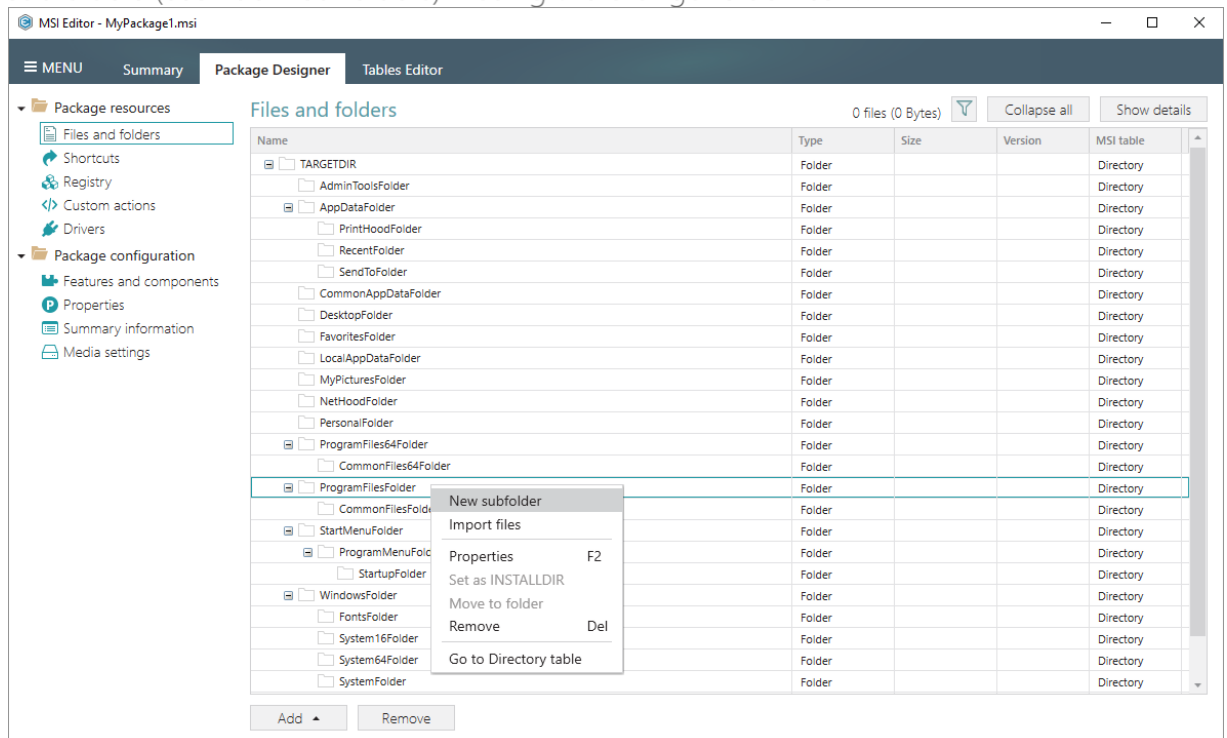 MSI Editor - MyPackage1.msi
MENU Summary Package Designer Tables Editor
Package resources
Files and folders
Shortcuts
Registry
Custom actions
Drivers
Package configuration
Features and components
Properties
Summary information
Media settings
Files and folders 0 files (0 Bytes) Collapse all Show details
Name Type Size Version MSI table
TARGETDIR Folder Directory
AdminToolsFolder Folder Directory
AppDataFolder Folder Directory
PrintHoodFolder Folder Directory
RecentFolder Folder Directory
SendToFolder Folder Directory
CommonAppDataFolder Folder Directory
DesktopFolder Folder Directory
FavoritesFolder Folder Directory
LocalAppDataFolder Folder Directory
MyPicturesFolder Folder Directory
NetHoodFolder Folder Directory
PersonalFolder Folder Directory
ProgramFiles64Folder Folder Directory
CommonFiles64Folder Folder Directory
ProgramFilesFolder Folder Directory
CommonFilesFolde Folder Directory
StartMenuFolder Folder Directory
ProgramMenuFolc Folder Directory
StartupFolder Folder Directory
WindowsFolder Folder Directory
FontsFolder Folder Directory
System16Folder Folder Directory
System64Folder Folder Directory
SystemFolder Folder Directory
New subfolder
Import files
Properties F2
Set as INSTALLDIR
Move to folder
Remove Del
Go to Directory table
Add Remove